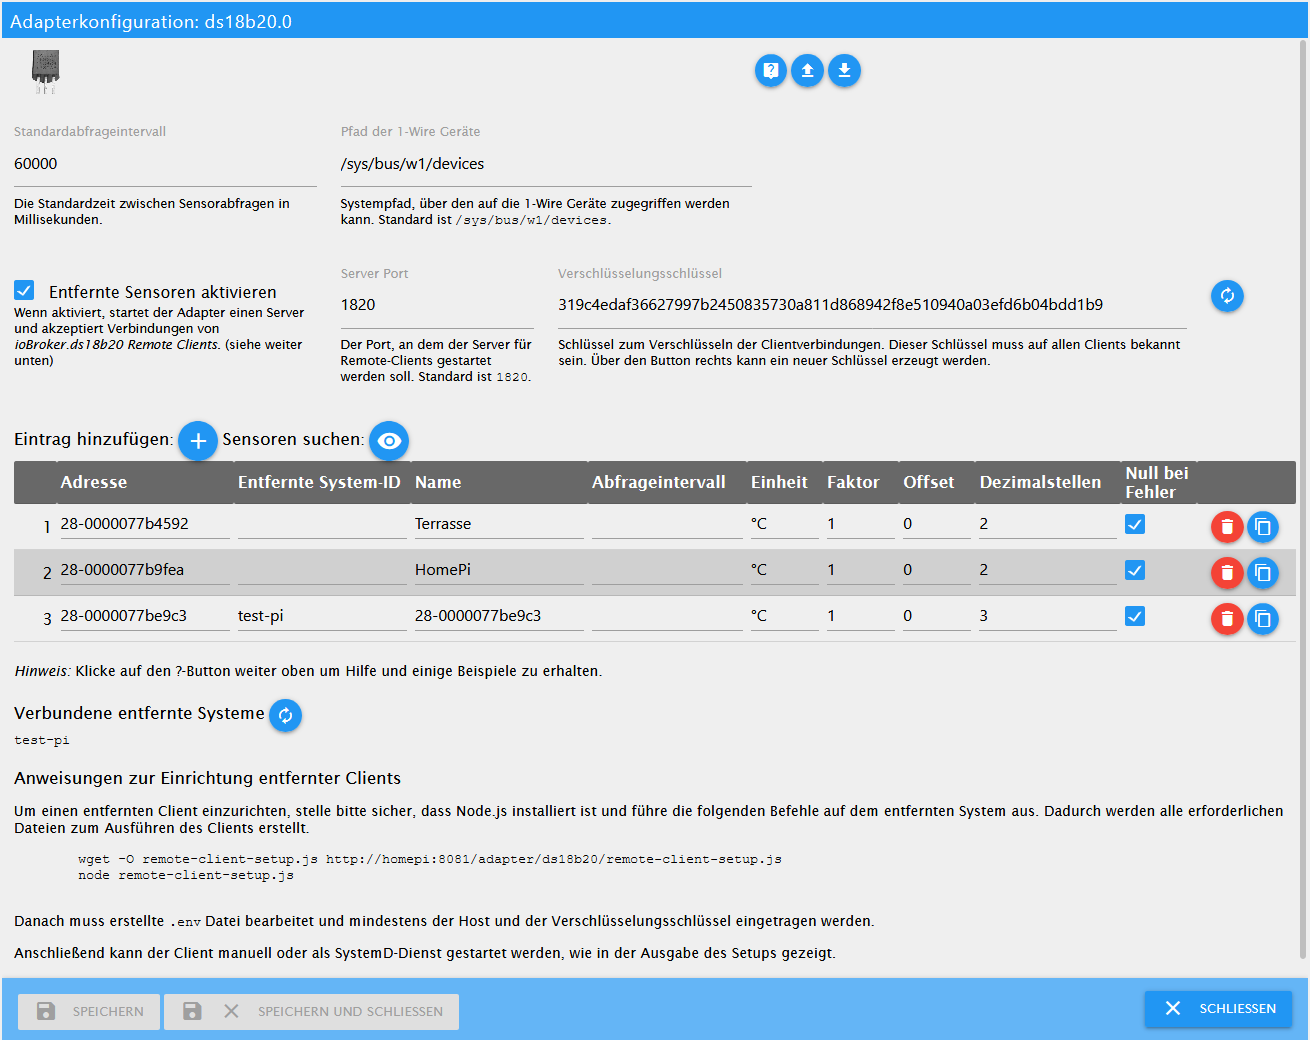 Adapterkonfiguration: ds18b20.0
Standardabfrageintervall
Pfad der 1-Wire Geräte
60000
/sys/bus/w1/devices
Die Standardzeit zwischen Sensorabfragen in
Millisekunden.
Systempfad, über den auf die 1-Wire Geräte zugegriffen werden
kann. Standard ist /sys/bus/w1/devices.
Server Port
Verschlüsselungsschlüssel
Entfernte Sensoren aktivieren
1820
319c4edaf36627997b2450835730a811d868942f8e510940a03efd6b04bdd1b9
Wenn aktiviert, startet der Adapter einen Server
und akzeptiert Verbindungen von
ioBroker.ds18b20 Remote Clients. (siehe weiter
unten)
Der Port, an dem der Server für
Remote-Clients gestartet
werden soll. Standard ist 1820.
Schlüssel zum Verschlüsseln der Clientverbindungen. Dieser Schlüssel muss auf allen Clients bekannt
sein. Über den Button rechts kann ein neuer Schlüssel erzeugt werden.
Eintrag hinzufügen: Sensoren suchen:
Adresse Entfernte System-ID Name Abfrageintervall Einheit Faktor Offset Dezimalstellen Null bei
Fehler
1 28-0000077b4592 Terrasse °C 1 0 2
2 28-0000077b9fea HomePi °C 1 0 2
3 28-0000077be9c3 test-pi 28-0000077be9c3 °C 1 0 3
Hinweis: Klicke auf den ?-Button weiter oben um Hilfe und einige Beispiele zu erhalten.
Verbundene entfernte Systeme
test-pi
Anweisungen zur Einrichtung entfernter Clients
Um einen entfernten Client einzurichten, stelle bitte sicher, dass Node.js installiert ist und führe die folgenden Befehle auf dem entfernten System aus. Dadurch werden alle erforderlichen
Dateien zum Ausführen des Clients erstellt.
wget -O remote-client-setup.js http://homepi:8081/adapter/ds18b20/remote-client-setup.js
node remote-client-setup.js
Danach muss erstellte .env Datei bearbeitet und mindestens der Host und der Verschlüsselungsschlüssel eingetragen werden.
Anschließend kann der Client manuell oder als SystemD-Dienst gestartet werden, wie in der Ausgabe des Setups gezeigt.
SPEICHERN
SPEICHERN UND SCHLIESSEN
SCHLIESSEN